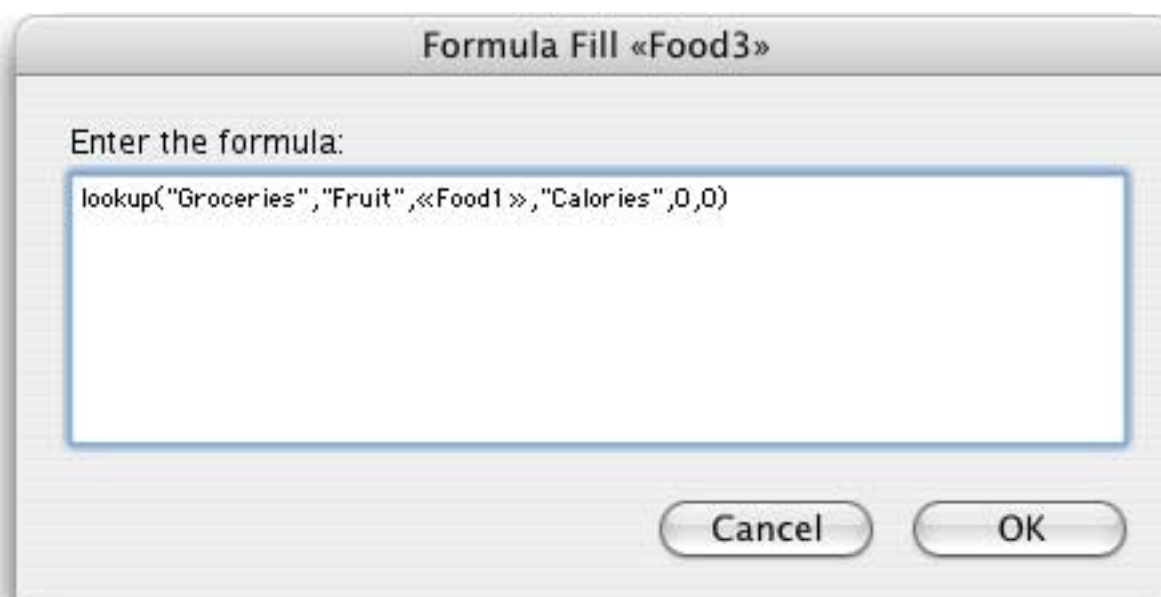 Formula Fill «Food3»
Enter the formula:
lookup("Groceries","Fruit",«Food1»,"Calories",0,0)
Cancel OK